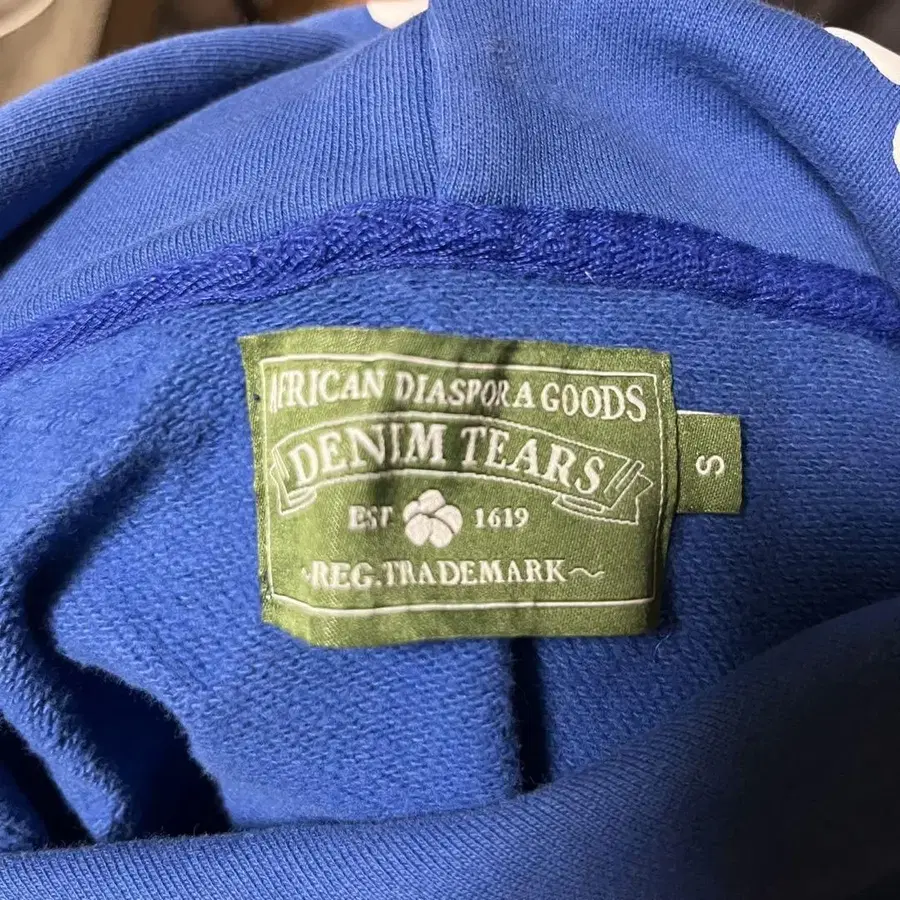 AFRICAN DIASPORA GOODS
DENIM TEARS
EST 1619
~REG.TRADEMARK~
S